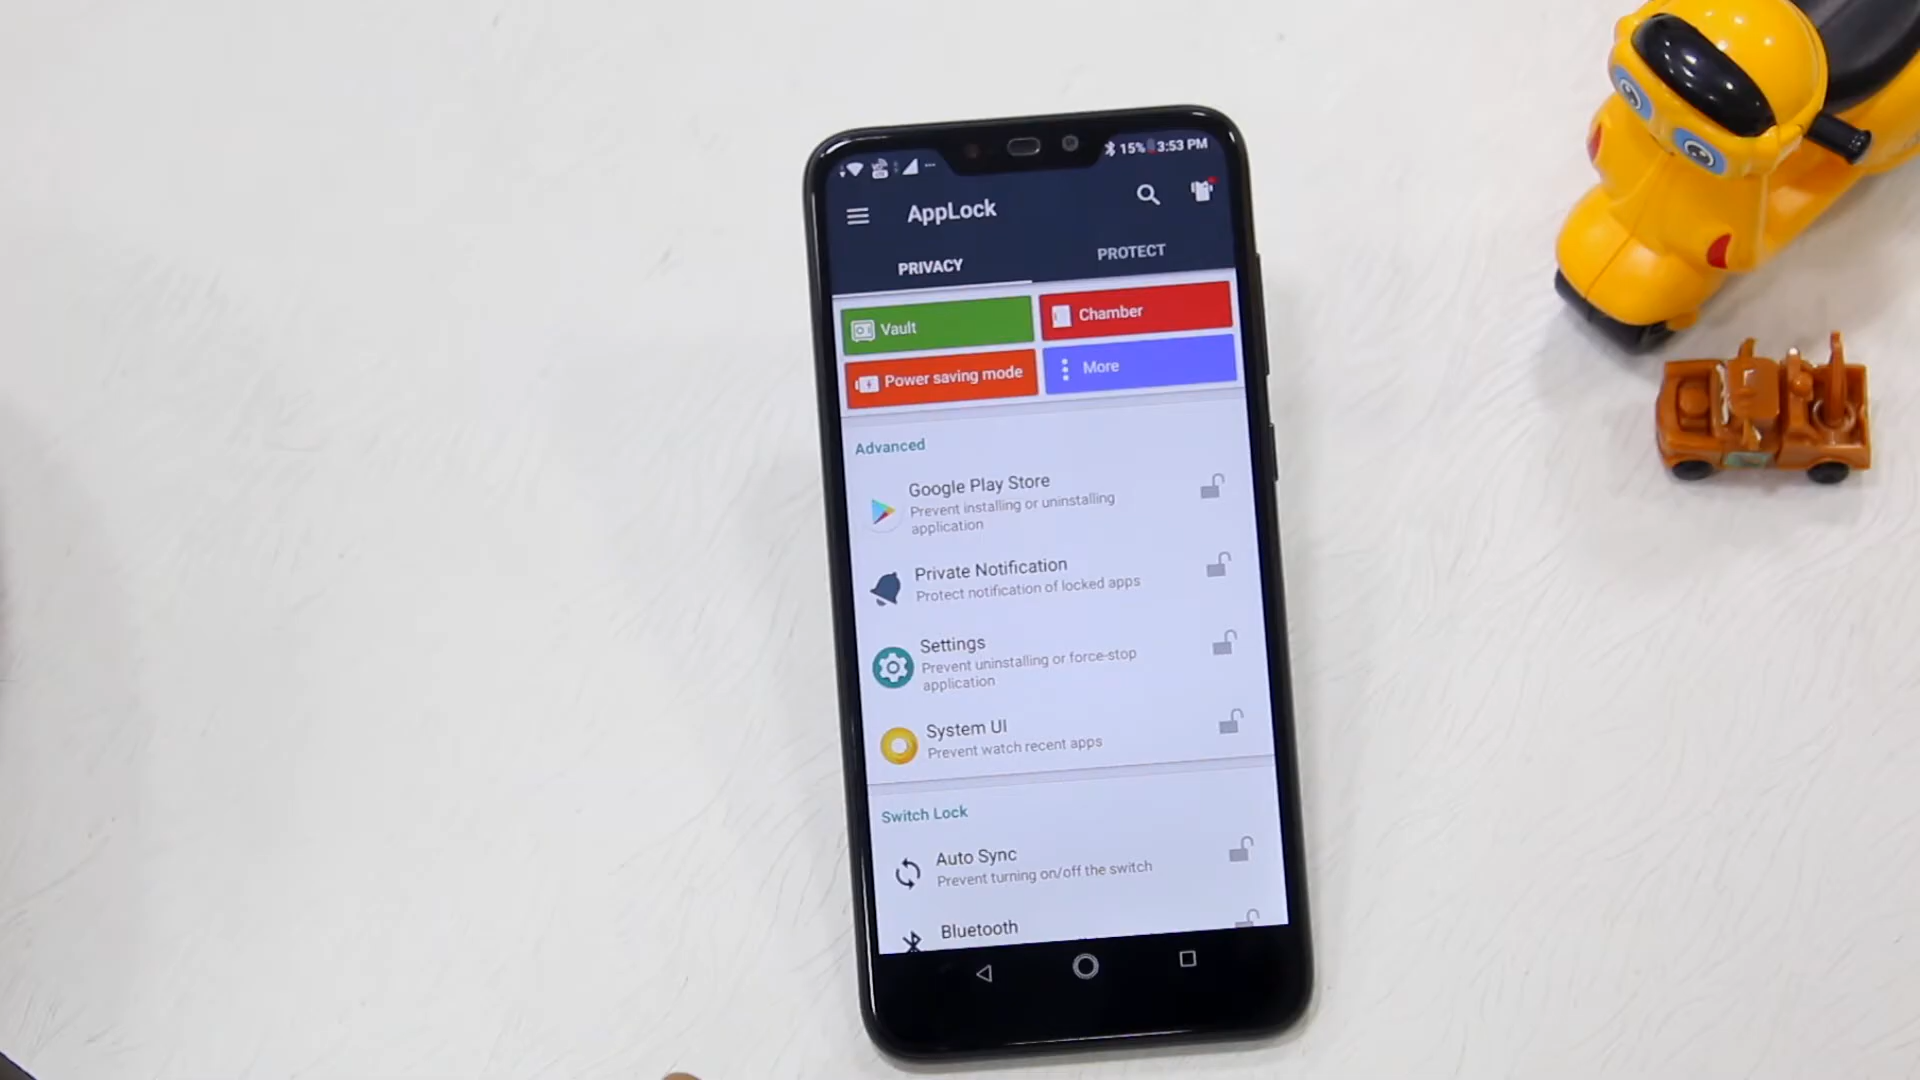 15% 3:53 PM
AppLock
PRIVACY
PROTECT
Vault
Chamber
Power saving mode
More
Advanced
Google Play Store
Prevent installing or uninstalling
application
Private Notification
Protect notification of locked apps
Settings
Prevent uninstalling or force-stop
application
System UI
Prevent watch recent apps
Switch Lock
Auto Sync
Prevent turning on/off the switch
Bluetooth